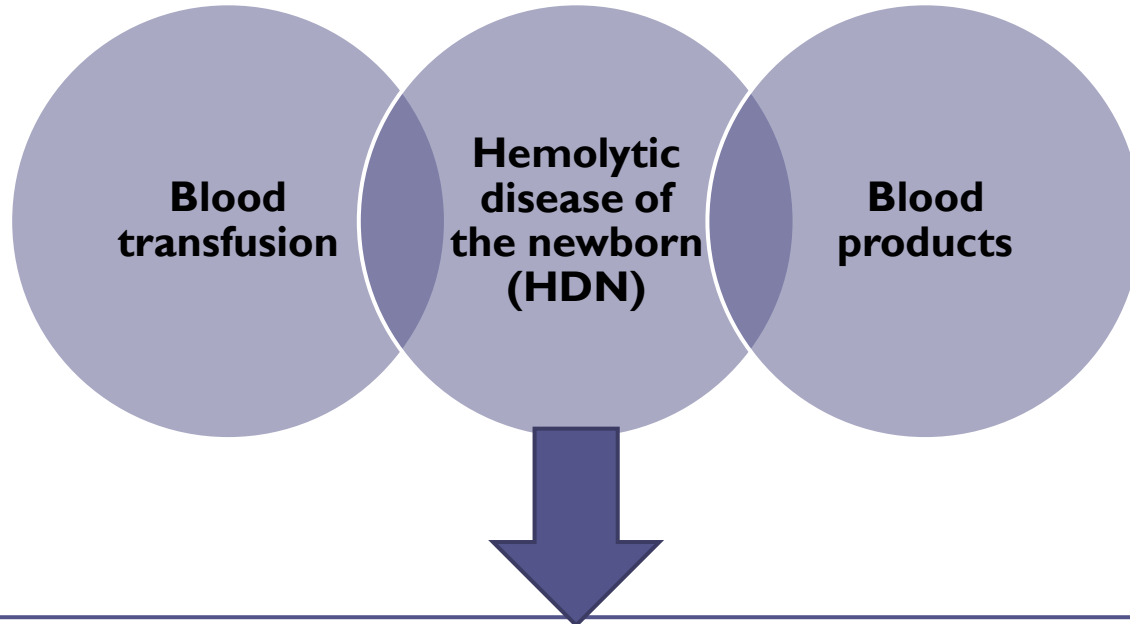 Blood
transfusion
Hemolytic
disease of
the newborn
(HDN)
Blood
products